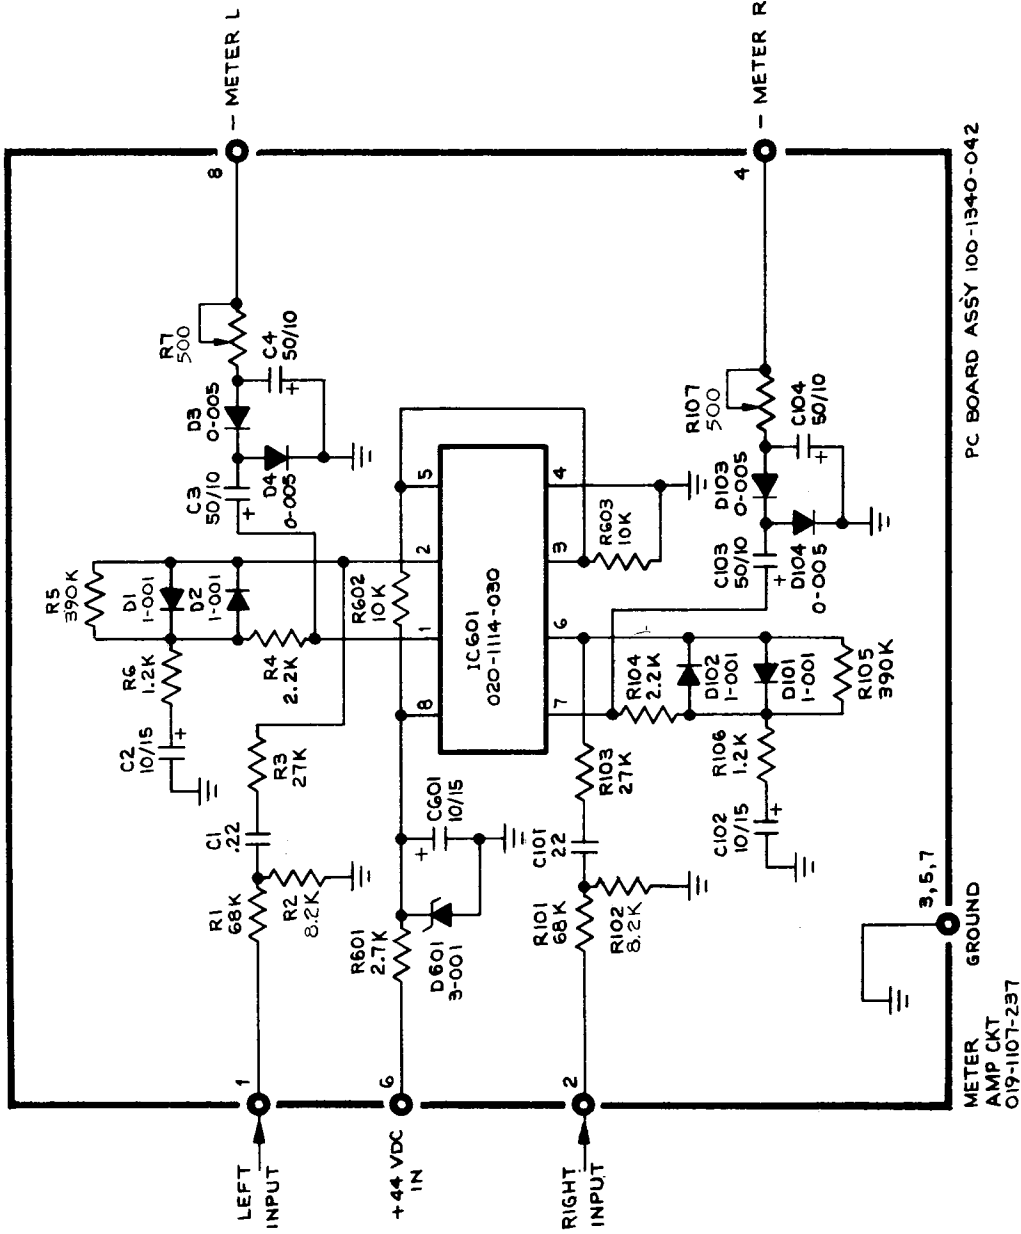 LEFT
INPUT
1
R1
68K
R2
8.2K
C1
.22
R3
27K
C2
10/15
+
R6
1.2K
R5
390K
D1
1-001
D2
1-001
R4
2.2K
C3
50/10
+
D3
0-005
D4
0-005
R7
500
C4
50/10
+
8
- METER L
+44 VDC
IN
6
R601
2.7K
D601
3-001
C601
10/15
+
R602
10K
8
1
2
5
IC601
020-1114-030
7
6
3
4
R603
10K
RIGHT
INPUT
2
R101
68K
R102
8.2K
C101
.22
R103
27K
C102
10/15
+
R106
1.2K
R104
2.2K
D102
1-001
D101
1-001
R105
390K
C103
50/10
+
D103
0-005
D104
0-005
R107
500
C104
50/10
+
4
- METER R
3,5,7
GROUND
METER
AMP CKT
019-1107-237
PC BOARD ASSY 100-1340-042